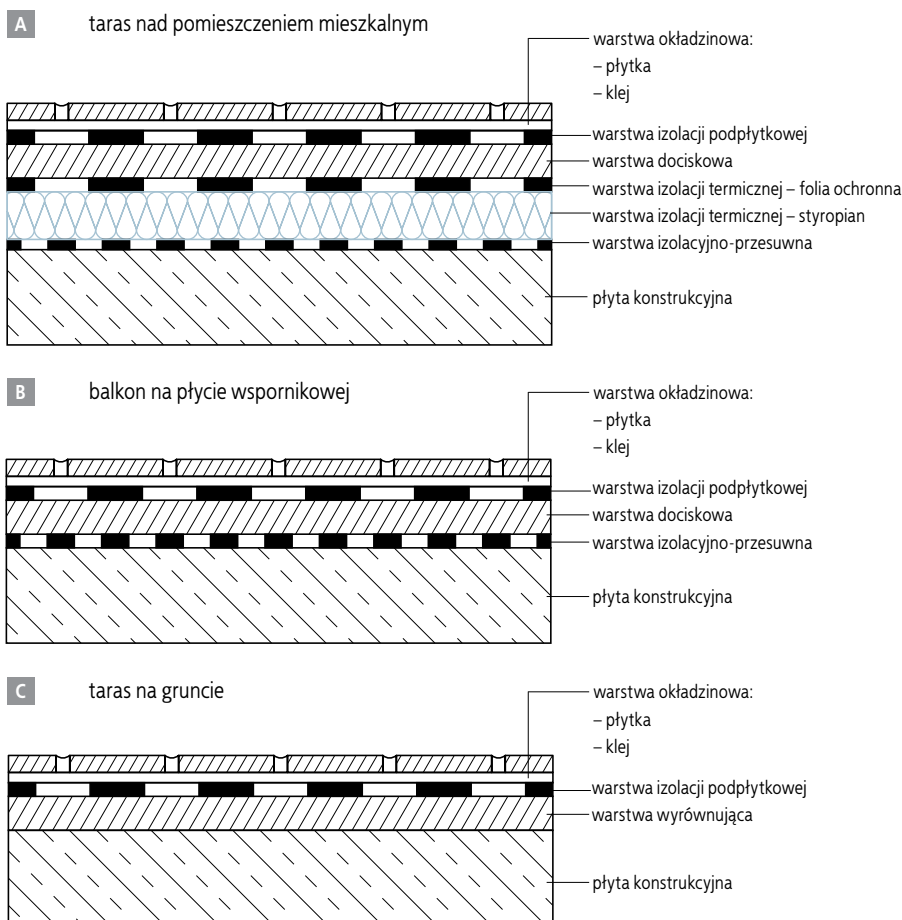 A taras nad pomieszczeniem mieszkalnym
warstwa okładzinowa:
– płytka
– klej
warstwa izolacji podpłytkowej
warstwa dociskowa
warstwa izolacji termicznej – folia ochronna
warstwa izolacji termicznej – styropian
warstwa izolacyjno-przesuwna
płyta konstrukcyjna
B balkon na płycie wspornikowej
warstwa okładzinowa:
– płytka
– klej
warstwa izolacji podpłytkowej
warstwa dociskowa
warstwa izolacyjno-przesuwna
płyta konstrukcyjna
C taras na gruncie
warstwa okładzinowa:
– płytka
– klej
warstwa izolacji podpłytkowej
warstwa wyrównująca
płyta konstrukcyjna